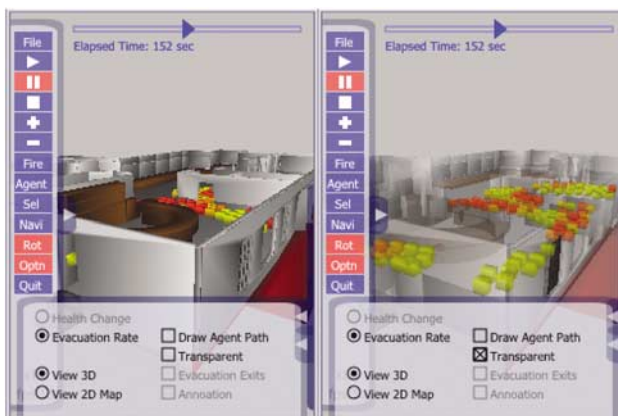 Elapsed Time: 152 sec
File
Fire
Agent
Sel
Navi
Rot
Optn
Quit
Health Change
Evacuation Rate
Draw Agent Path
Transparent
View 3D
Evacuation Exits
View 2D Map
Annoation
Elapsed Time: 152 sec
File
Fire
Agent
Sel
Navi
Rot
Optn
Quit
Health Change
Evacuation Rate
Draw Agent Path
Transparent
View 3D
Evacuation Exits
View 2D Map
Annoation